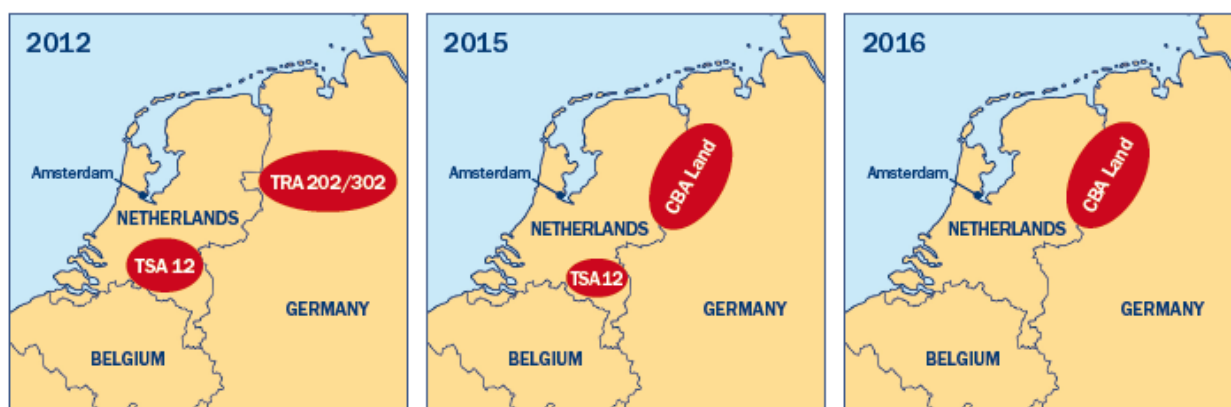 2012
Amsterdam
TRA 202/302
NETHERLANDS
TSA 12
GERMANY
BELGIUM
2015
Amsterdam
CBA Land
NETHERLANDS
TSA 12
GERMANY
BELGIUM
2016
Amsterdam
CBA Land
NETHERLANDS
GERMANY
BELGIUM